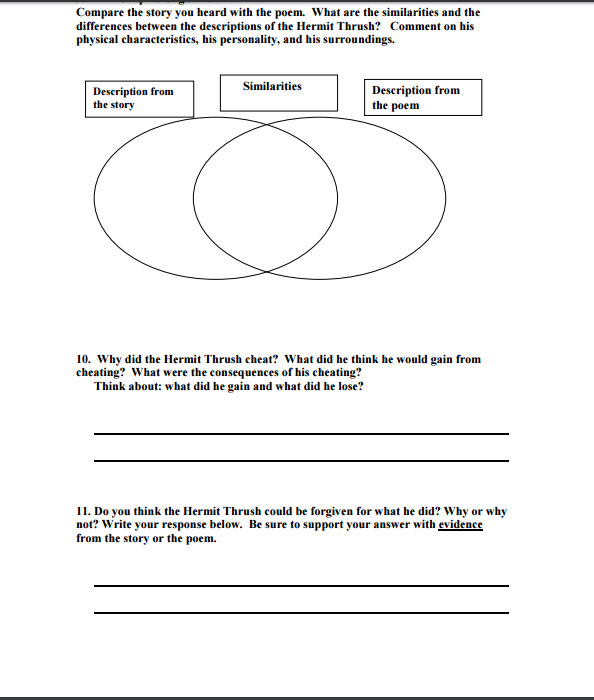 Compare the story you heard with the poem. What are the similarities and the
differences between the descriptions of the Hermit Thrush? Comment on his
physical characteristics, his personality, and his surroundings.
Description from
the story
Similarities
Description from
the poem
10. Why did the Hermit Thrush cheat? What did he think he would gain from
cheating? What were the consequences of his cheating?
Think about: what did he gain and what did he lose?
11. Do you think the Hermit Thrush could be forgiven for what he did? Why or why
not? Write your response below. Be sure to support your answer with evidence
from the story or the poem.